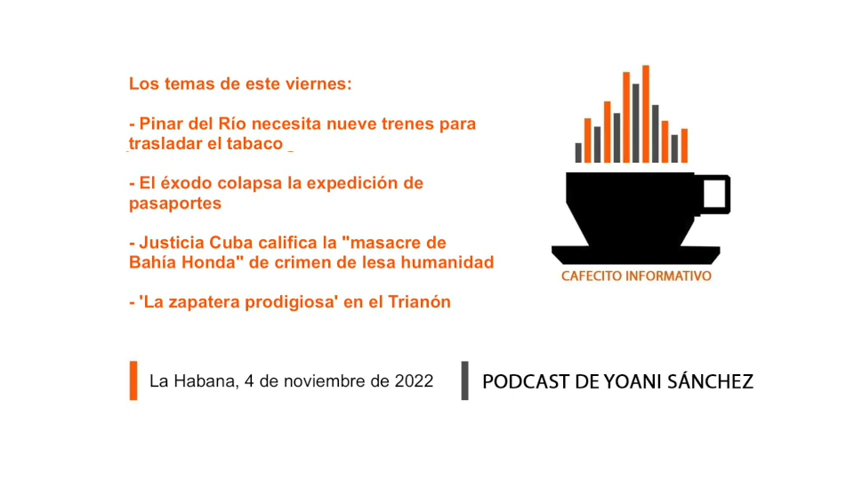 Los temas de este viernes:
- Pinar del Río necesita nueve trenes para
trasladar el tabaco
- El éxodo colapsa la expedición de
pasaportes
- Justicia Cuba califica la "masacre de
Bahía Honda" de crimen de lesa humanidad
- 'La zapatera prodigiosa' en el Trianón
CAFECITO INFORMATIVO
La Habana, 4 de noviembre de 2022
PODCAST DE YOANI SÁNCHEZ